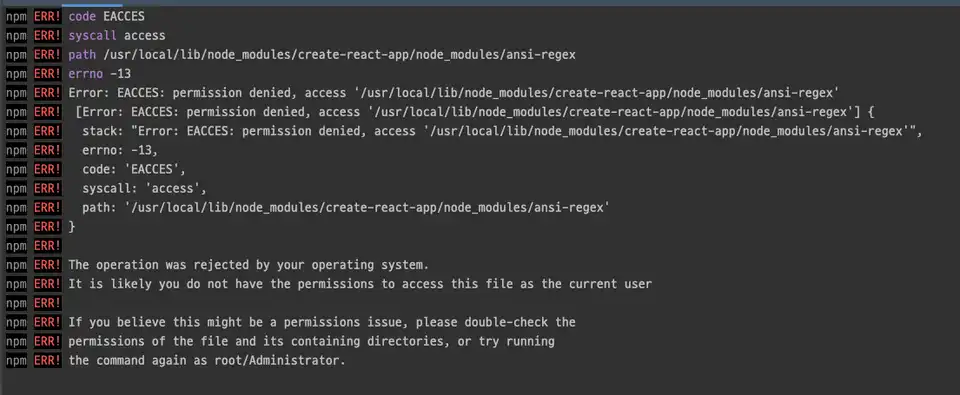 npm ERR! code EACCES
npm ERR! syscall access
npm ERR! path /usr/local/lib/node_modules/create-react-app/node_modules/ansi-regex
npm ERR! errno -13
npm ERR! Error: EACCES: permission denied, access '/usr/local/lib/node_modules/create-react-app/node_modules/ansi-regex'
npm ERR!  [Error: EACCES: permission denied, access '/usr/local/lib/node_modules/create-react-app/node_modules/ansi-regex'] {
npm ERR!   stack: "Error: EACCES: permission denied, access '/usr/local/lib/node_modules/create-react-app/node_modules/ansi-regex'",
npm ERR!   errno: -13,
npm ERR!   code: 'EACCES',
npm ERR!   syscall: 'access',
npm ERR!   path: '/usr/local/lib/node_modules/create-react-app/node_modules/ansi-regex'
npm ERR! }
npm ERR!
npm ERR! The operation was rejected by your operating system.
npm ERR! It is likely you do not have the permissions to access this file as the current user
npm ERR!
npm ERR! If you believe this might be a permissions issue, please double-check the
npm ERR! permissions of the file and its containing directories, or try running
npm ERR! the command again as root/Administrator.